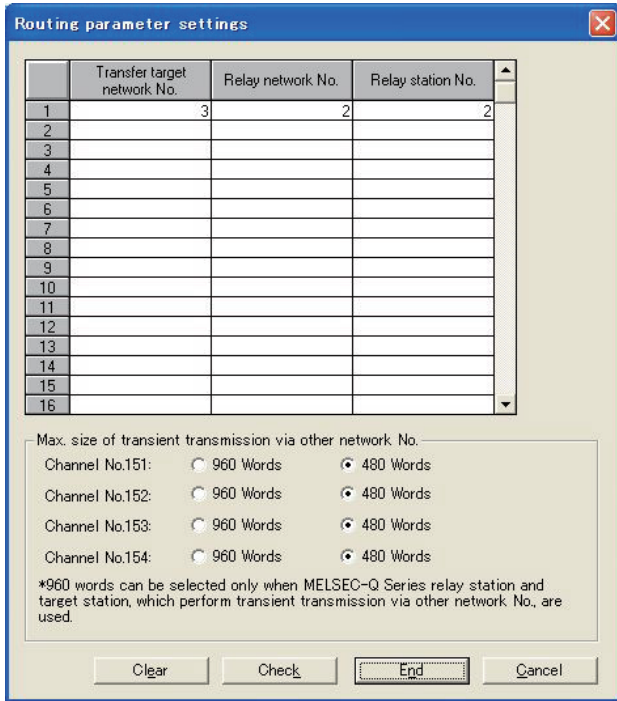 Routing parameter settings
Transfer target network No. Relay network No. Relay station No.
1 3 2 2
2
3
4
5
6
7
8
9
10
11
12
13
14
15
16
Max. size of transient transmission via other network No.
Channel No.151: 960 Words 480 Words
Channel No.152: 960 Words 480 Words
Channel No.153: 960 Words 480 Words
Channel No.154: 960 Words 480 Words
*960 words can be selected only when MELSEC-Q Series relay station and
target station, which perform transient transmission via other network No., are
used.
Clear Check End Cancel